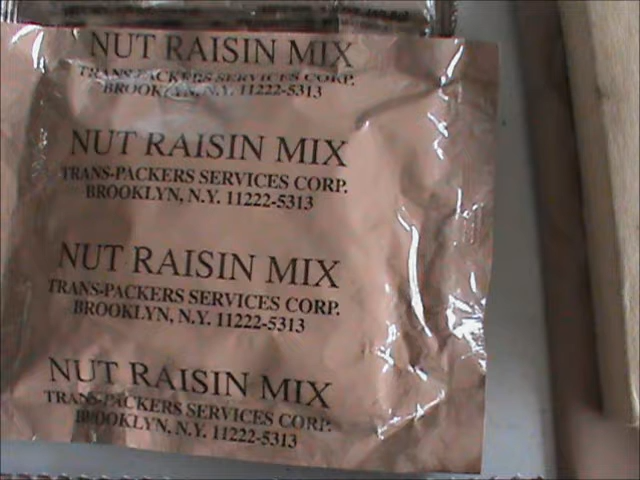 NUT RAISIN MIX
TRANS-PACKERS SERVICES CORP.
BROOKLYN, N.Y. 11222-5313
NUT RAISIN MIX
TRANS-PACKERS SERVICES CORP.
BROOKLYN, N.Y. 11222-5313
NUT RAISIN MIX
TRANS-PACKERS SERVICES CORP.
BROOKLYN, N.Y. 11222-5313
NUT RAISIN MIX
TRANS-PACKERS SERVICES CORP.
BROOKLYN, N.Y. 11222-5313